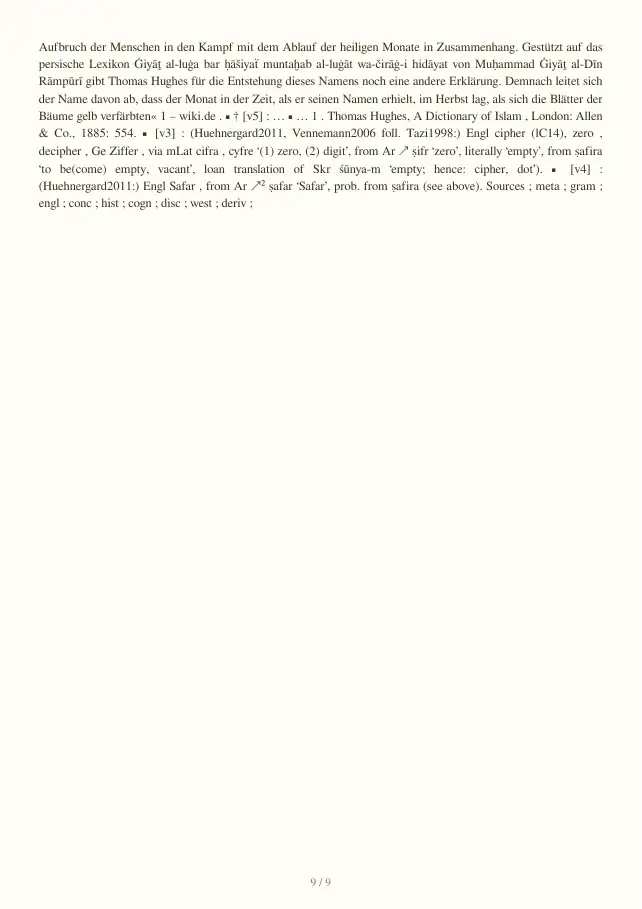 Aufbruch der Menschen in den Kampf mit dem Ablauf der heiligen Monate in Zusammenhang. Gestützt auf das
persische Lexikon Ġiyāṯ al-luġa bar ḥāšiyaẗ muntaḫab al-luġāt wa-čirāġ-i hidāyat von Muḥammad Ġiyāṯ al-Dīn
Rāmpūrī gibt Thomas Hughes für die Entstehung dieses Namens noch eine andere Erklärung. Demnach leitet sich
der Name davon ab, dass der Monat in der Zeit, als er seinen Namen erhielt, im Herbst lag, als sich die Blätter der
Bäume gelb verfärbten« 1 – wiki.de . ▪ † [v5] : … ▪ … 1 . Thomas Hughes, A Dictionary of Islam , London: Allen
& Co., 1885: 554. ▪ [v3] : (Huehnergard2011, Vennemann2006 foll. Tazi1998:) Engl cipher (lC14), zero ,
decipher , Ge Ziffer , via mLat cifra , cyfre ‘(1) zero, (2) digit’, from Ar ↗ ṣifr ‘zero’, literally ‘empty’, from ṣafira
‘to be(come) empty, vacant’, loan translation of Skr śūnya-m ‘empty; hence: cipher, dot’). ▪ [v4] :
(Huehnergard2011:) Engl Safar , from Ar ↗² ṣafar ‘Safar’, prob. from ṣafira (see above). Sources ; meta ; gram ;
engl ; conc ; hist ; cogn ; disc ; west ; deriv ;
9 / 9